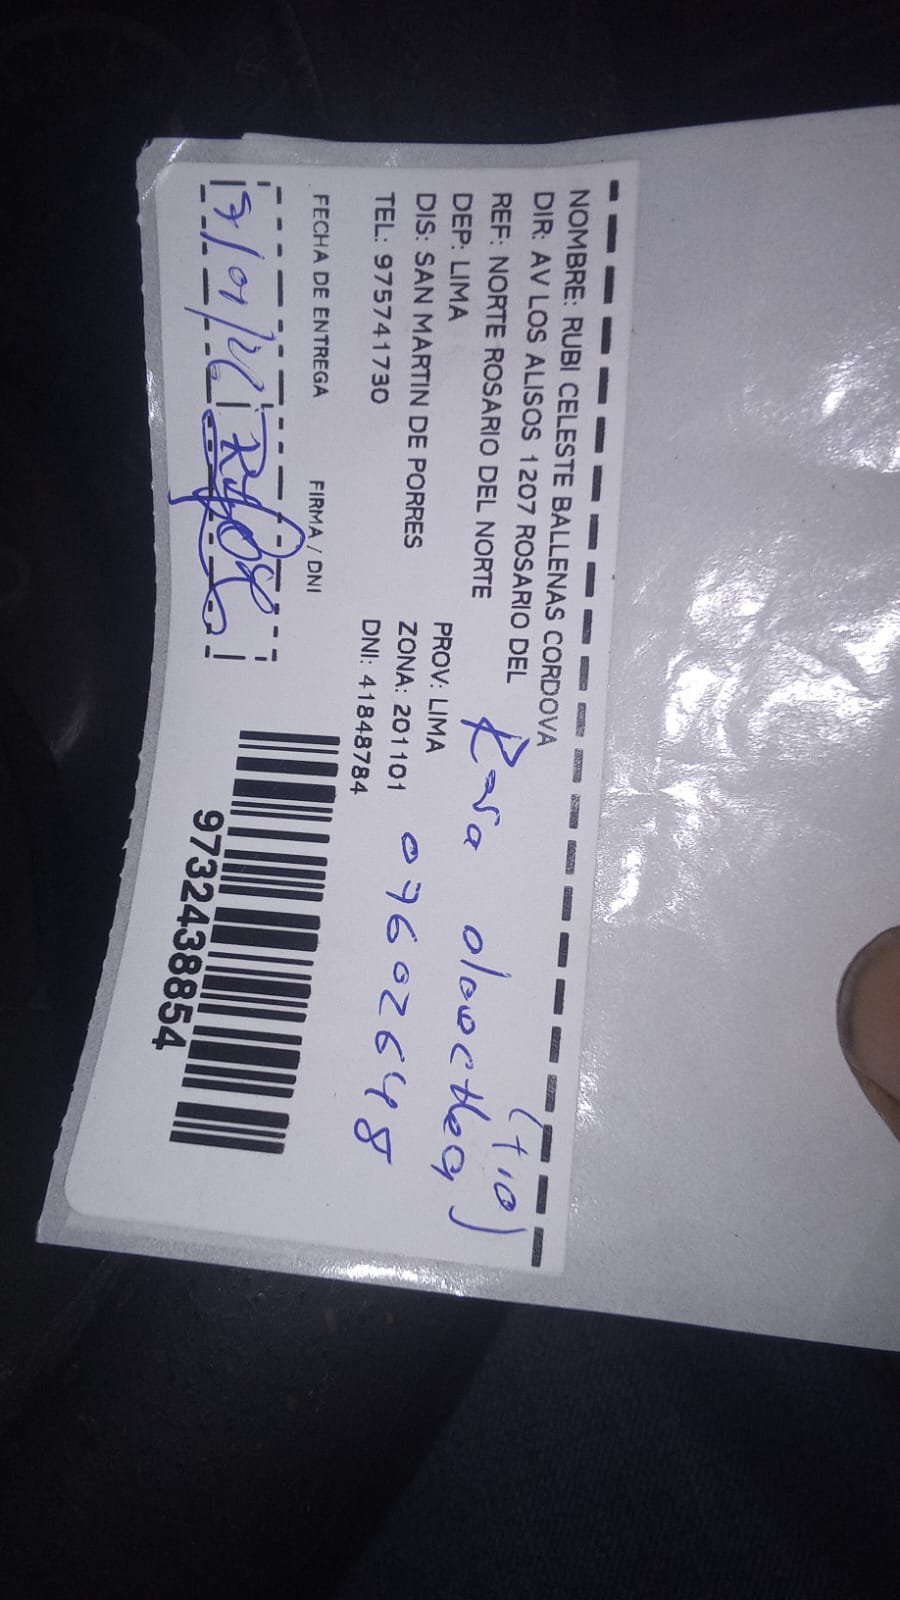 NOMBRE: RUBI CELESTE BALLENAS CORDOVA
DIR: AV LOS ALISOS 1207 ROSARIO DEL
REF: NORTE ROSARIO DEL NORTE
DEP: LIMA
PROV: LIMA
DIS: SAN MARTIN DE PORRES
ZONA: 201101
TEL: 975741730
DNI: 41848784
(tio)
Rosa
07602648
FECHA DE ENTREGA
FIRMA / DNI
9732438854